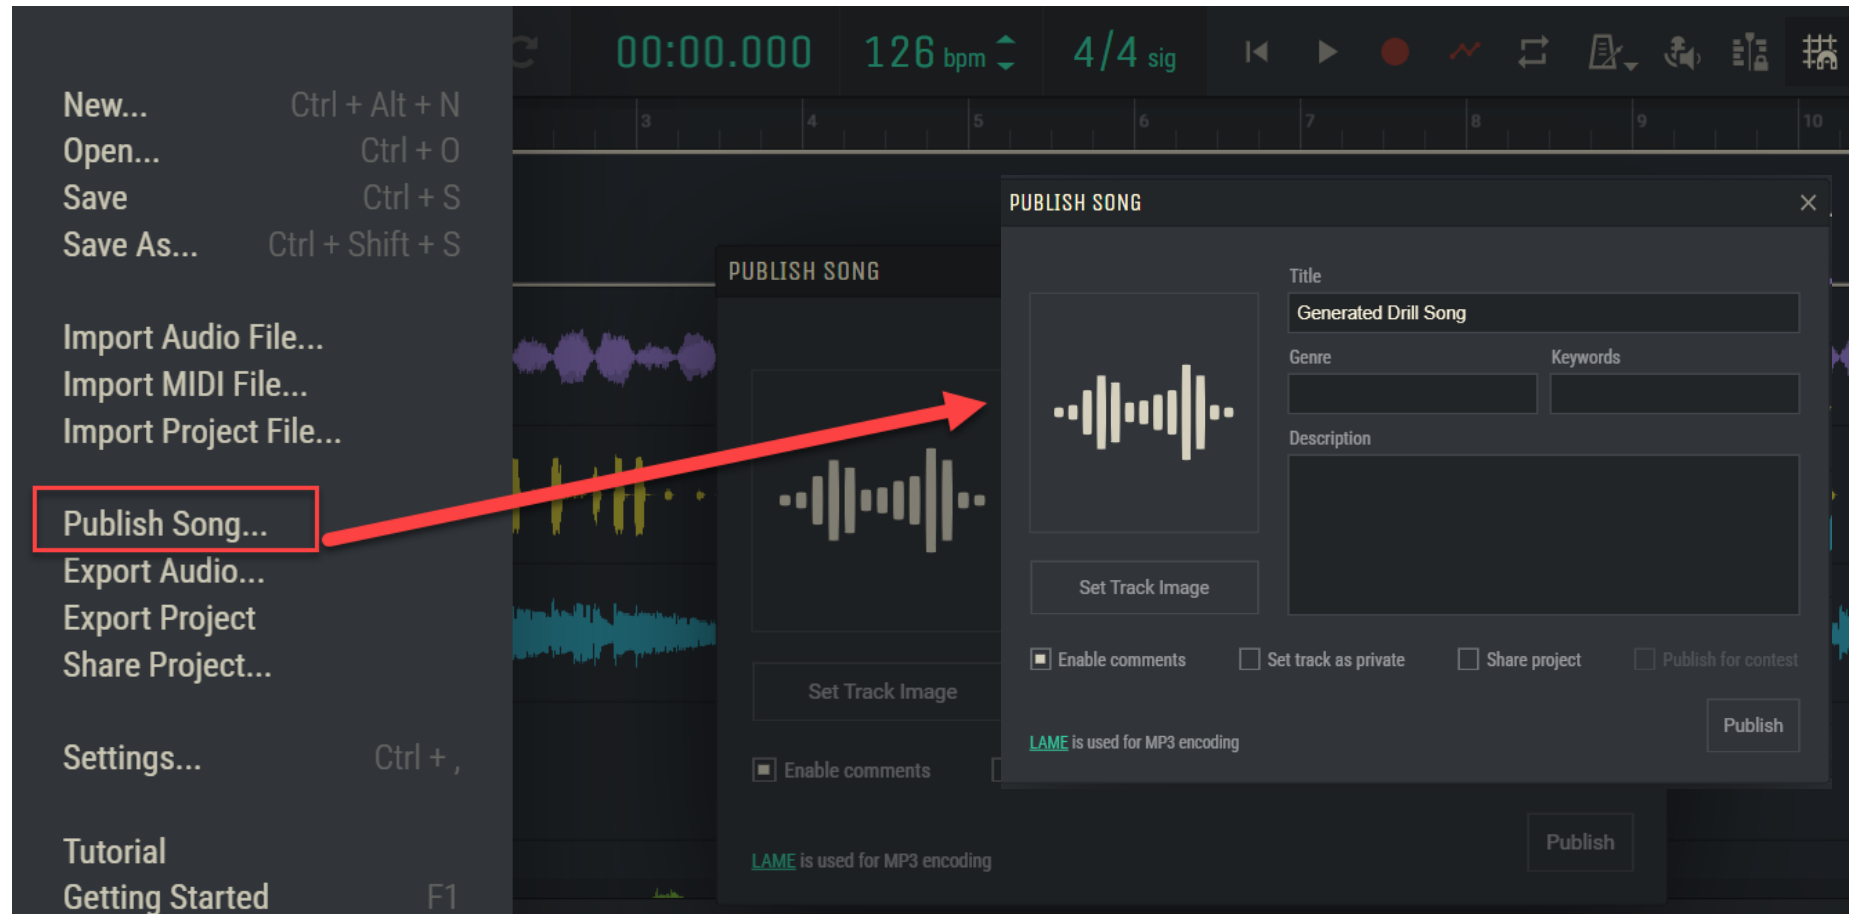 00:00.000 126 bpm 4/4 sig
3 4 5 6 7 8 9 10
New... Ctrl + Alt + N
Open... Ctrl + O
Save Ctrl + S
Save As... Ctrl + Shift + S
Import Audio File...
Import MIDI File...
Import Project File...
Publish Song...
Export Audio...
Export Project
Share Project...
Settings... Ctrl + ,
Tutorial
Getting Started F1
PUBLISH SONG
Set Track Image
Enable comments
LAME is used for MP3 encoding
Publish
PUBLISH SONG
Title
Generated Drill Song
Genre Keywords
Description
Set Track Image
Enable comments Set track as private Share project Publish for contest
LAME is used for MP3 encoding
Publish